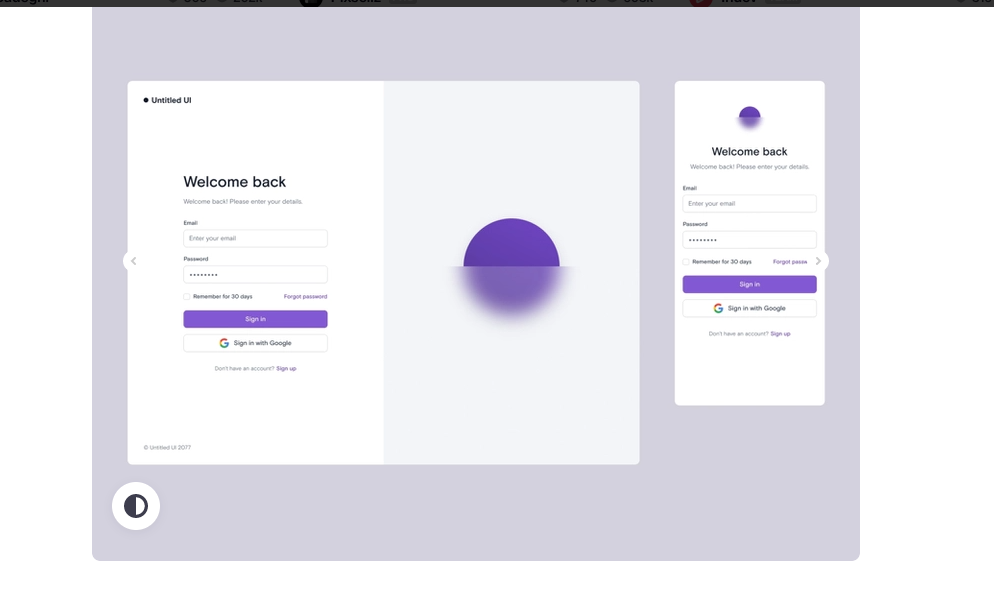 Untitled UI
Welcome back
Welcome back! Please enter your details.
Email
Enter your email
Password
Remember for 30 days Forgot password
Sign in
Sign in with Google
Don't have an account? Sign up
© Untitled UI 2077
Welcome back
Welcome back! Please enter your details.
Email
Enter your email
Password
Remember for 30 days Forgot passw
Sign in
Sign in with Google
Don't have an account? Sign up